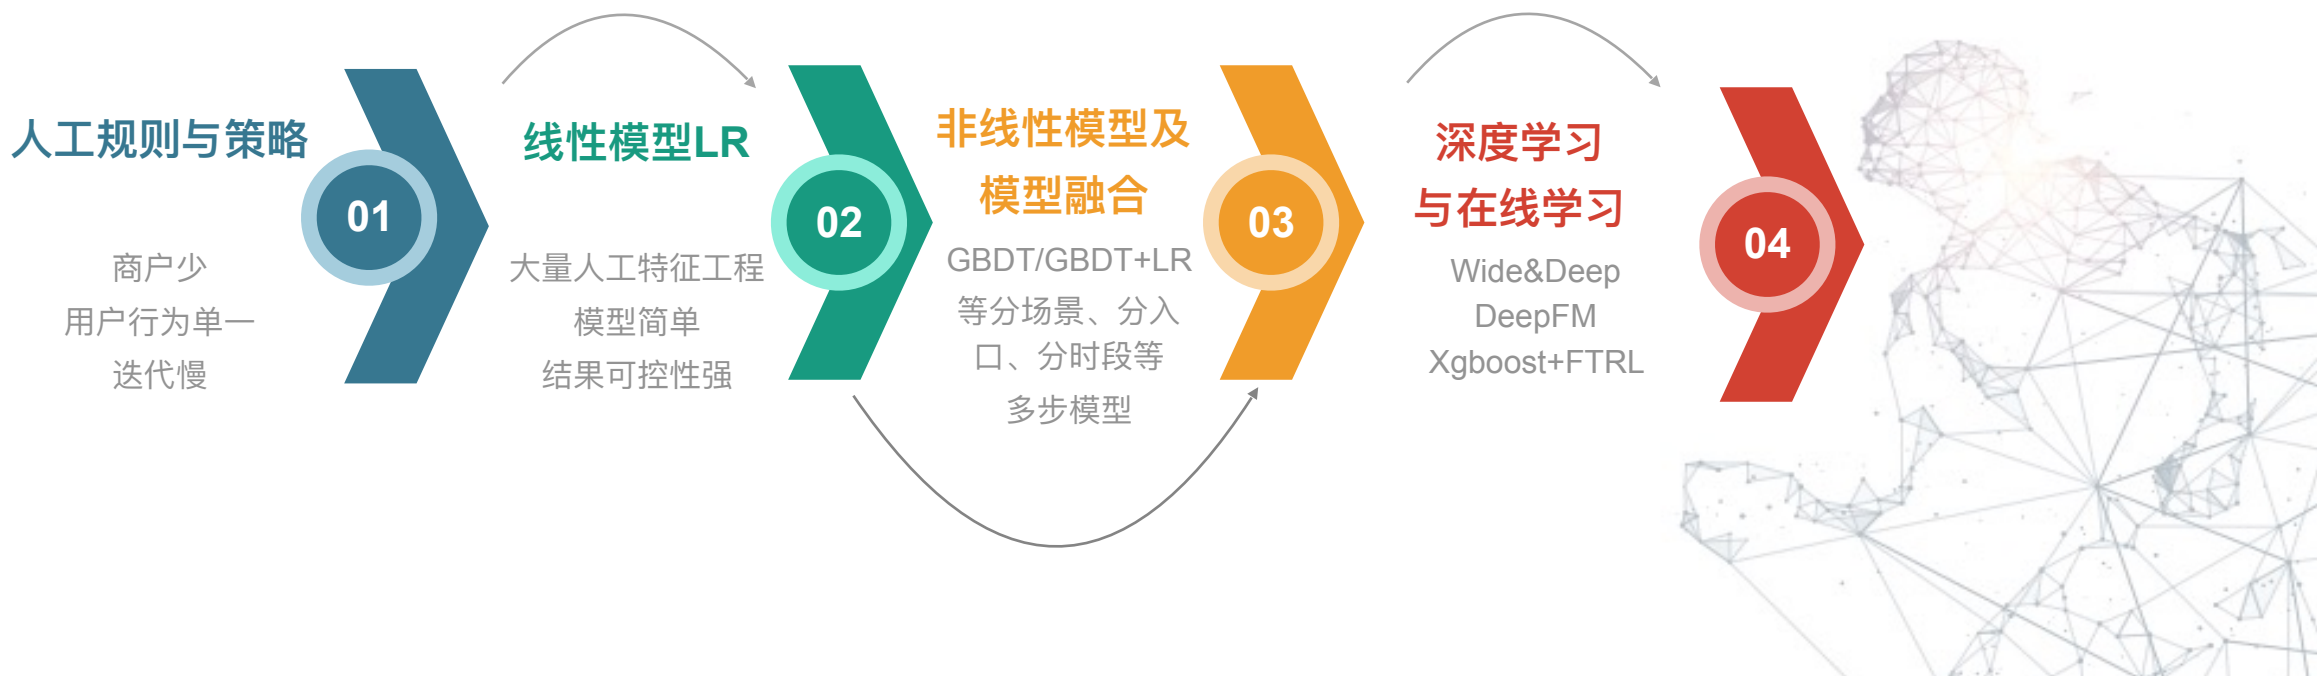 人工规则与策略
01
商户少
用户行为单一
迭代慢
线性模型LR
02
大量人工特征工程
模型简单
结果可控性强
非线性模型及
模型融合
03
GBDT/GBDT+LR
等分场景、分入
口、分时段等
多步模型
深度学习
与在线学习
04
Wide&Deep
DeepFM
Xgboost+FTRL